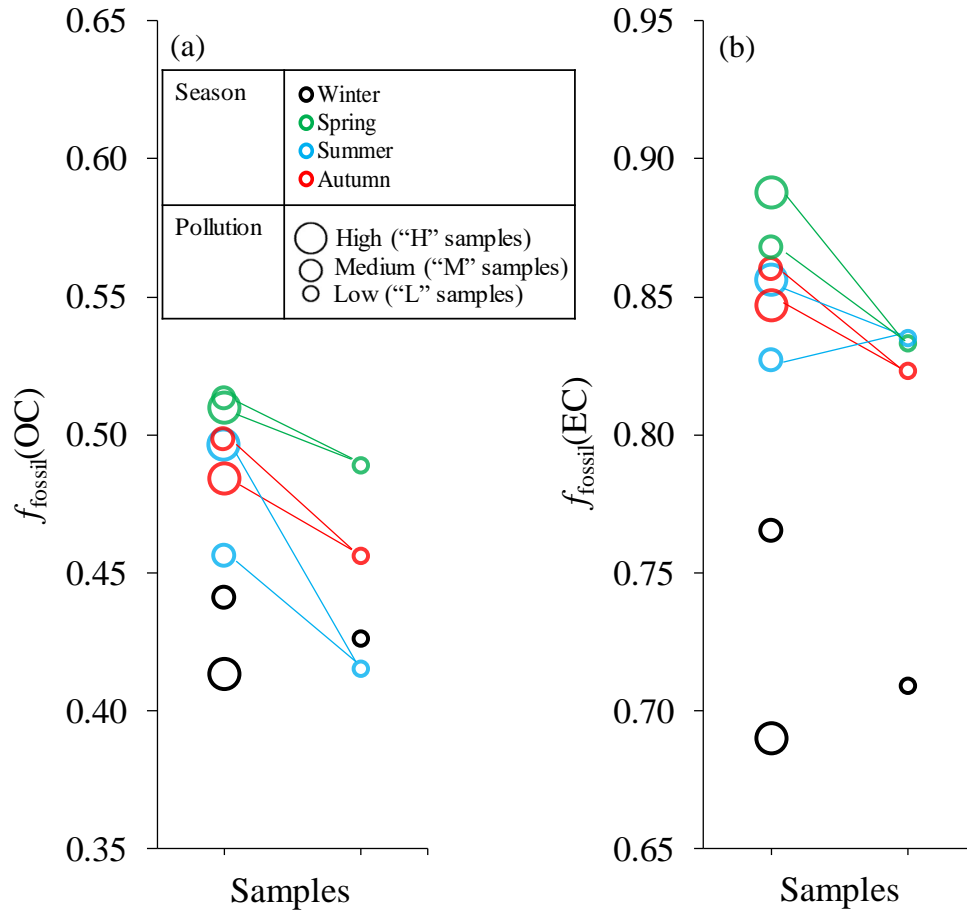 (a)
0.65
0.60
0.55
0.50
0.45
0.40
0.35
f fossil(OC)
Season
Winter
Spring
Summer
Autumn
Pollution
High (“H” samples)
Medium (“M” samples)
Low (“L” samples)
Samples
(b)
0.95
0.90
0.85
0.80
0.75
0.70
0.65
f fossil(EC)
Samples